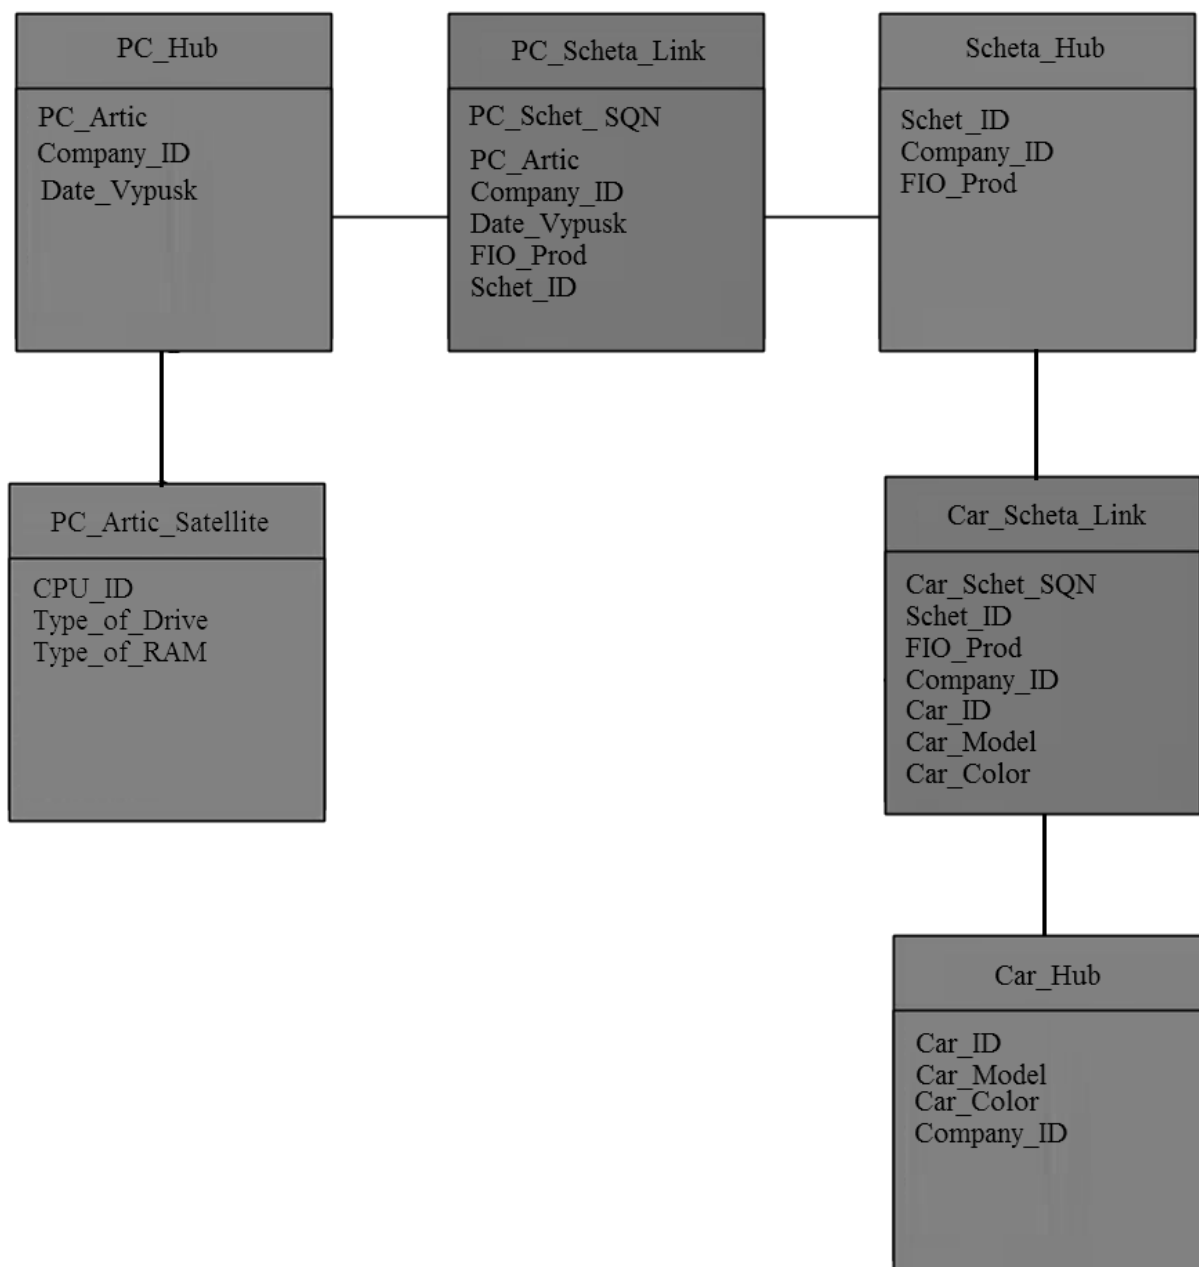 PC_Hub
PC_Artic
Company_ID
Date_Vypusk
PC_Scheta_Link
PC_Schet_ SQN
PC_Artic
Company_ID
Date_Vypusk
FIO_Prod
Schet_ID
Scheta_Hub
Schet_ID
Company_ID
FIO_Prod
PC_Artic_Satellite
CPU_ID
Type_of_Drive
Type_of_RAM
Car_Scheta_Link
Car_Schet_SQN
Schet_ID
FIO_Prod
Company_ID
Car_ID
Car_Model
Car_Color
Car_Hub
Car_ID
Car_Model
Car_Color
Company_ID